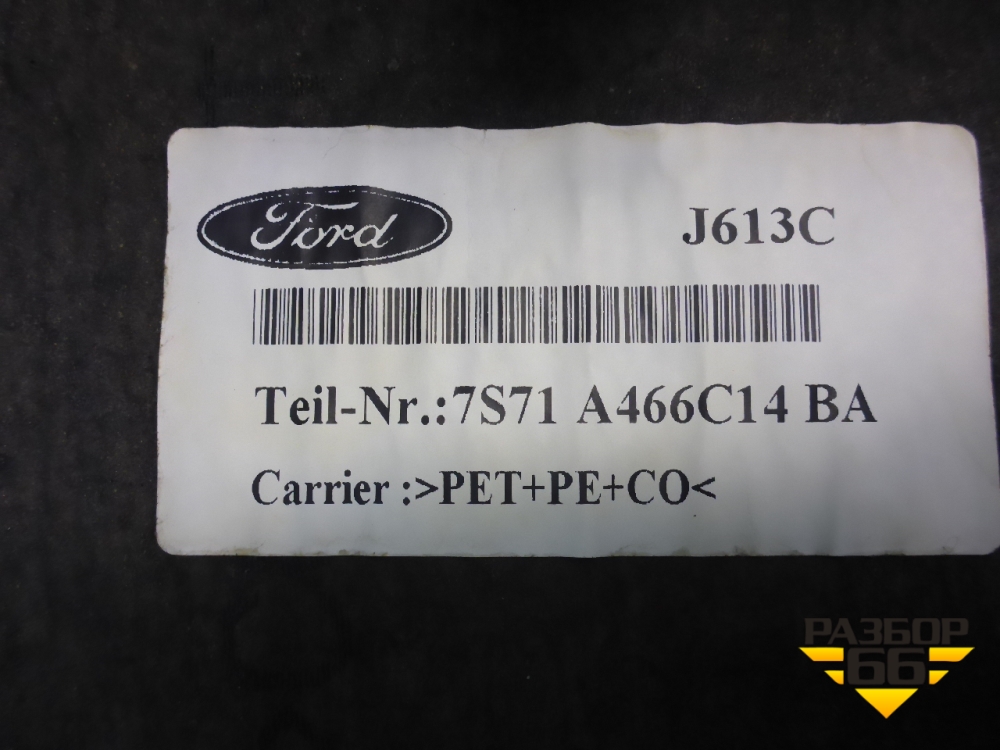 Ford
J613C
Teil-Nr.:7S71 A466C14 BA
Carrier :>PET+PE+CO<
РАЗБОР
66